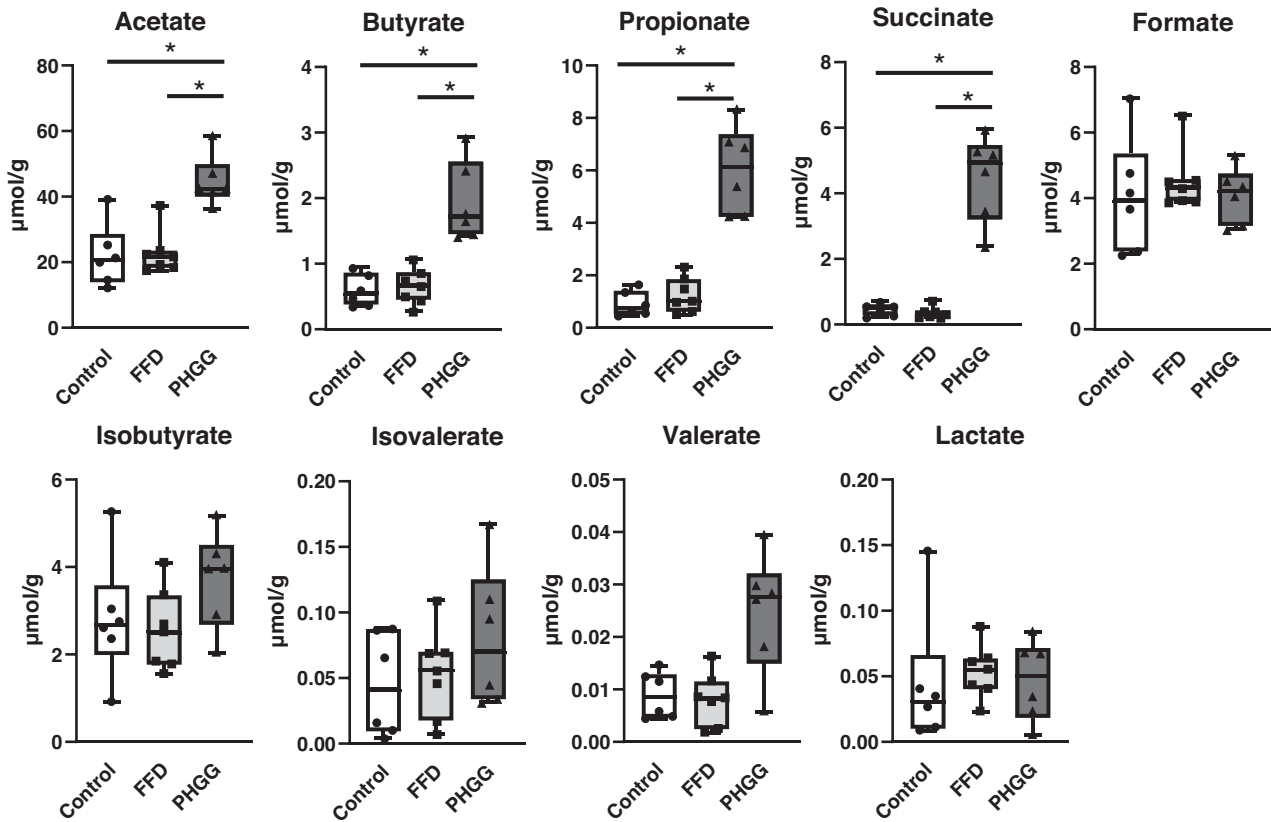 Acetate
Butyrate
Propionate
Succinate
Formate
* * * * * * * *
µmol/g
80
60
40
20
0
Control FFD PHGG
µmol/g
4
3
2
1
0
Control FFD PHGG
µmol/g
10
8
6
4
2
0
Control FFD PHGG
µmol/g
8
6
4
2
0
Control FFD PHGG
µmol/g
8
6
4
2
0
Control FFD PHGG
Isobutyrate
Isovalerate
Valerate
Lactate
µmol/g
6
4
2
0
Control FFD PHGG
µmol/g
0.20
0.15
0.10
0.05
0.00
Control FFD PHGG
µmol/g
0.05
0.04
0.03
0.02
0.01
0.00
Control FFD PHGG
µmol/g
0.20
0.15
0.10
0.05
0.00
Control FFD PHGG